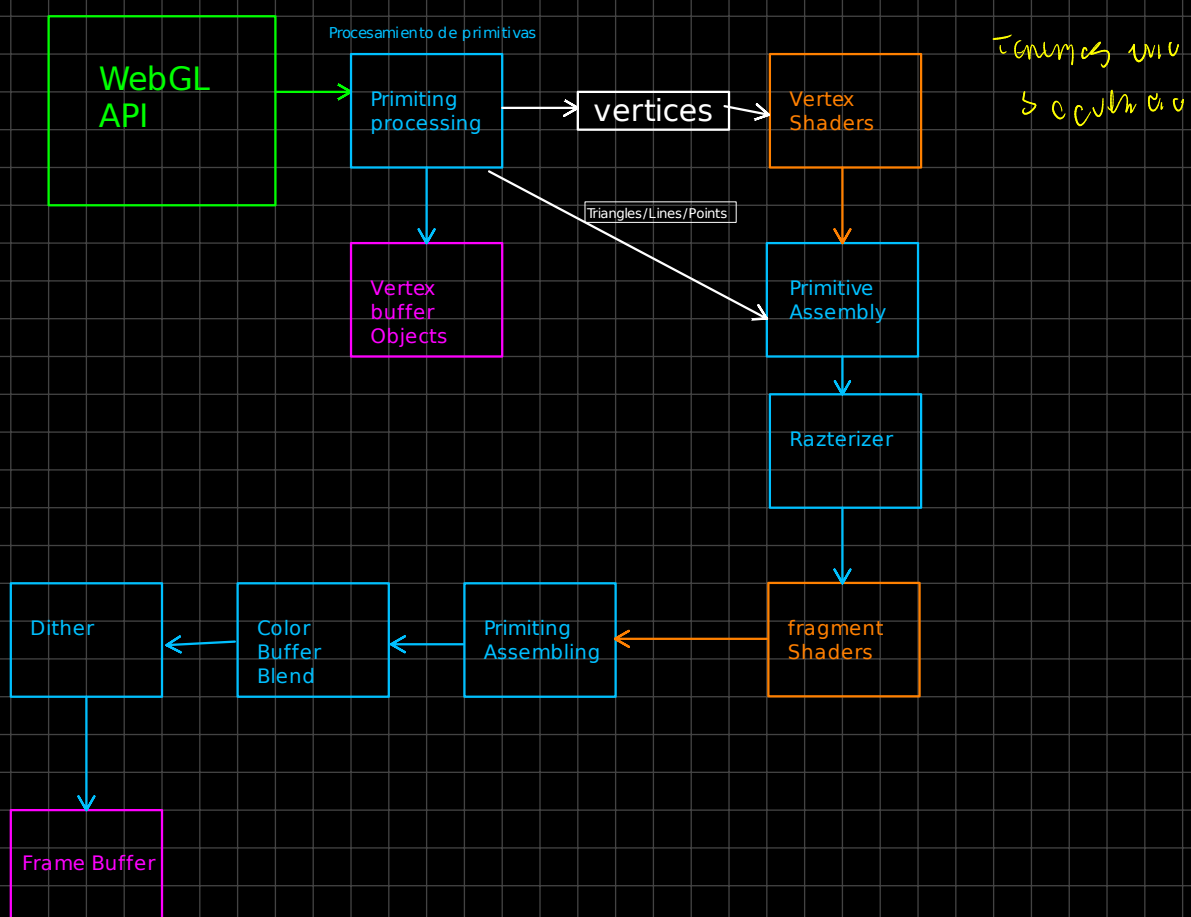 Procesamiento de primitivas
WebGL
API
Primiting
processing
vertices
Vertex
Shaders
Tenemos
Triangles/Lines/Points
Vertex
buffer
Objects
Primitive
Assembly
Razterizer
Dither
Color
Buffer
Blend
Primiting
Assembling
fragment
Shaders
Frame Buffer